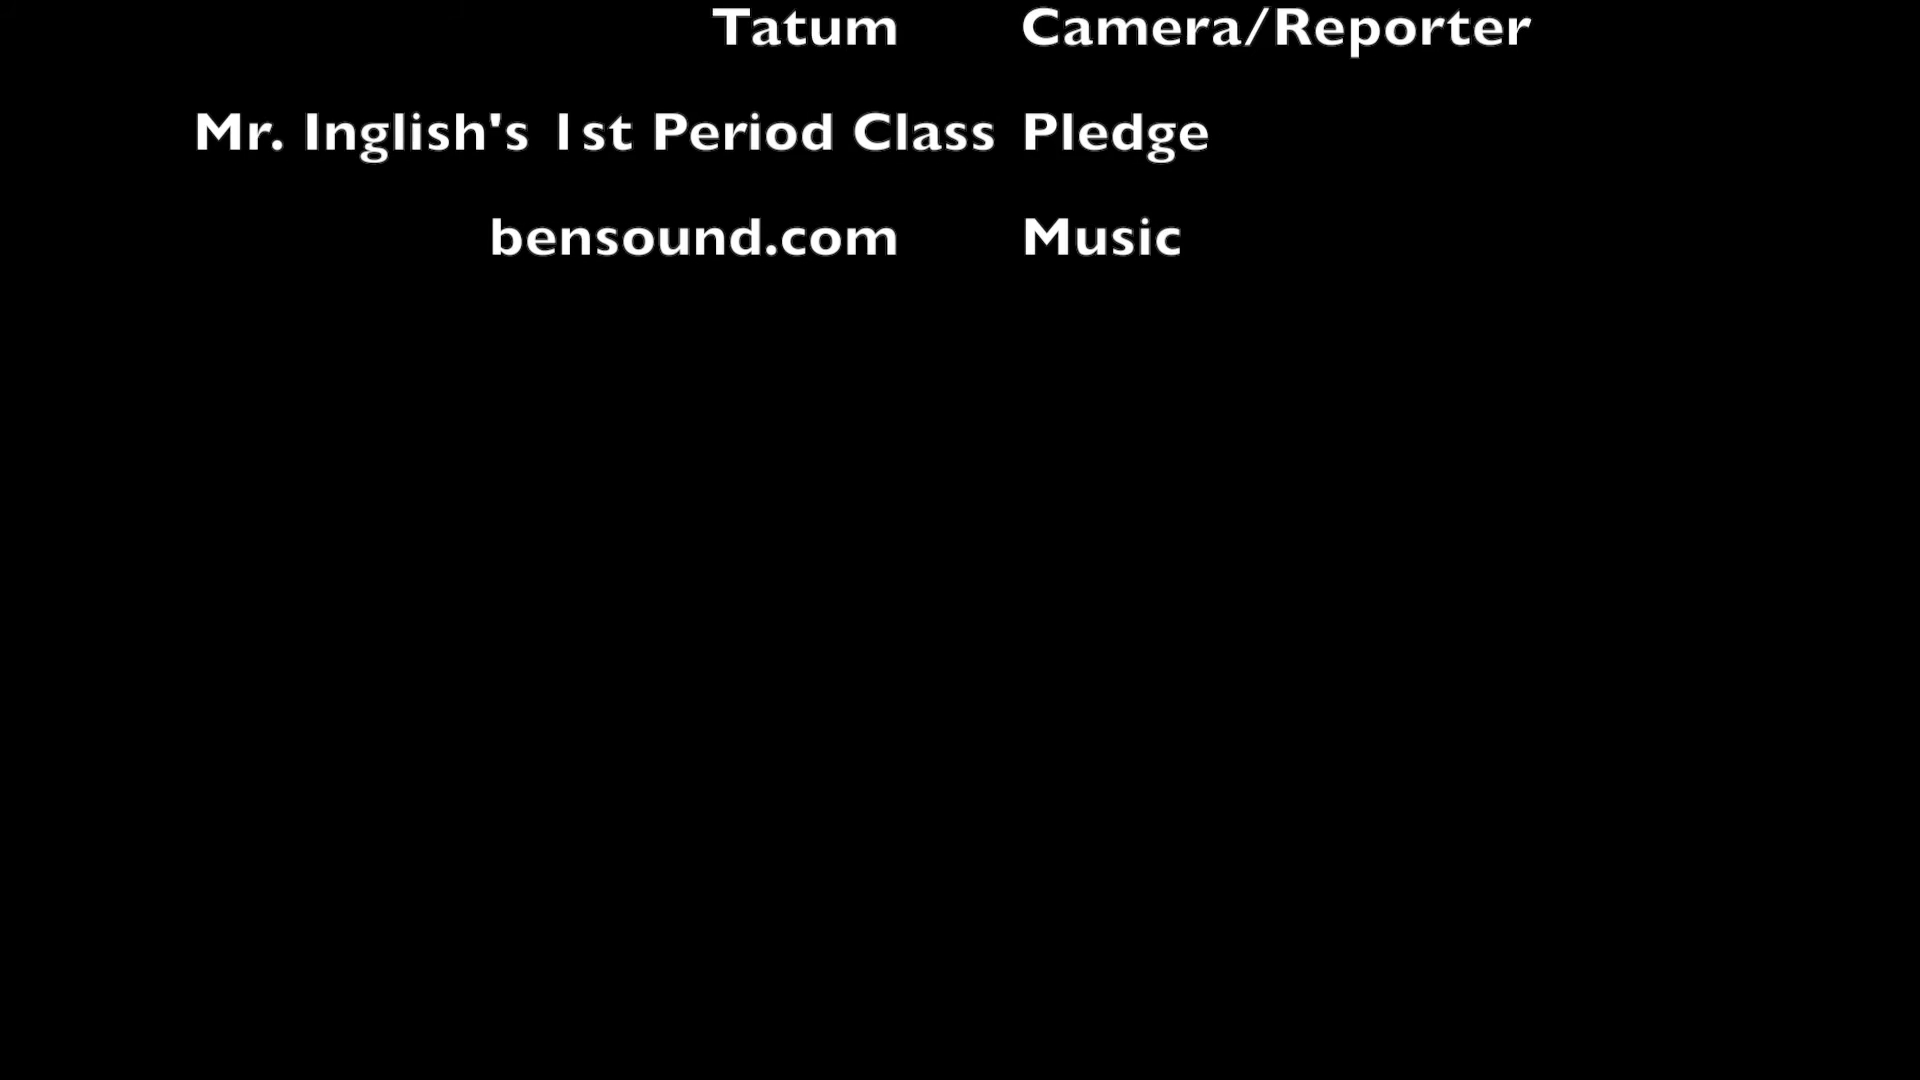 Tatum Camera/Reporter
Mr. Inglish's 1st Period Class Pledge
bensound.com Music